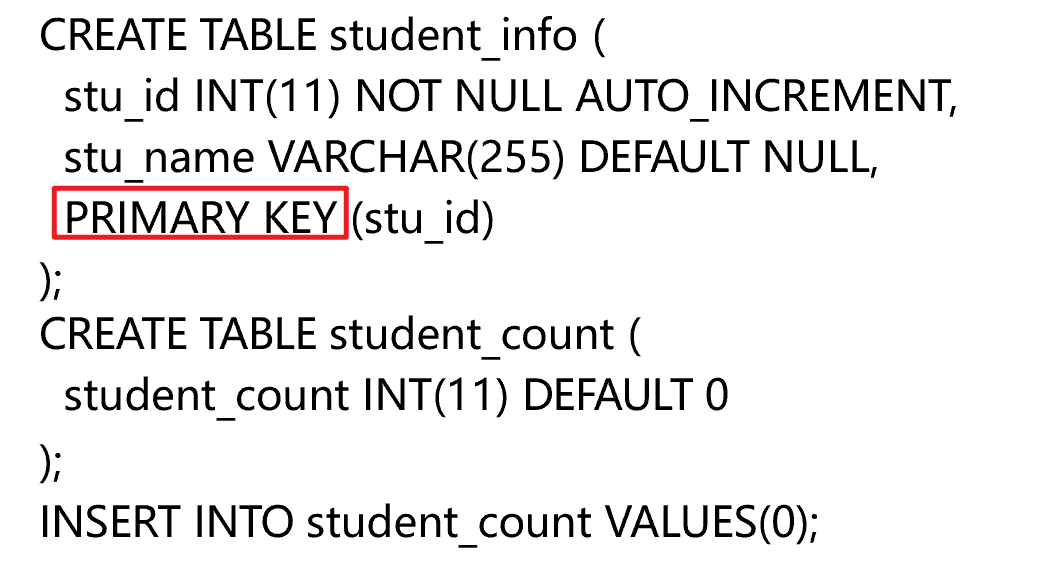 CREATE TABLE student_info (
stu_id INT(11) NOT NULL AUTO_INCREMENT,
stu_name VARCHAR(255) DEFAULT NULL,
PRIMARY KEY (stu_id)
);
CREATE TABLE student_count (
student_count INT(11) DEFAULT 0
);
INSERT INTO student_count VALUES(0);